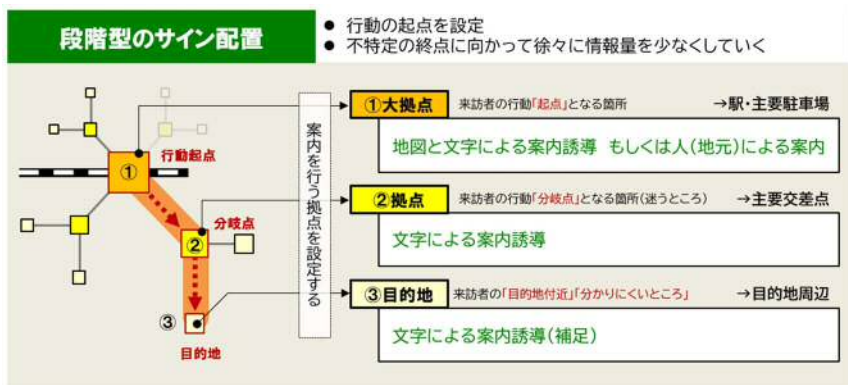 段階型のサイン配置
● 行動の起点を設定
● 不特定の終点に向かって徐々に情報量を少なくしていく
行動起点
①
分岐点
②
③
目的地
案内を行う拠点を設定する
①大拠点 来訪者の行動「起点」となる箇所 →駅・主要駐車場
地図と文字による案内誘導 もしくは人(地元)による案内
②拠点 来訪者の行動「分岐点」となる箇所(迷うところ) →主要交差点
文字による案内誘導
③目的地 来訪者の「目的地付近」「分かりにくいところ」 →目的地周辺
文字による案内誘導(補足)